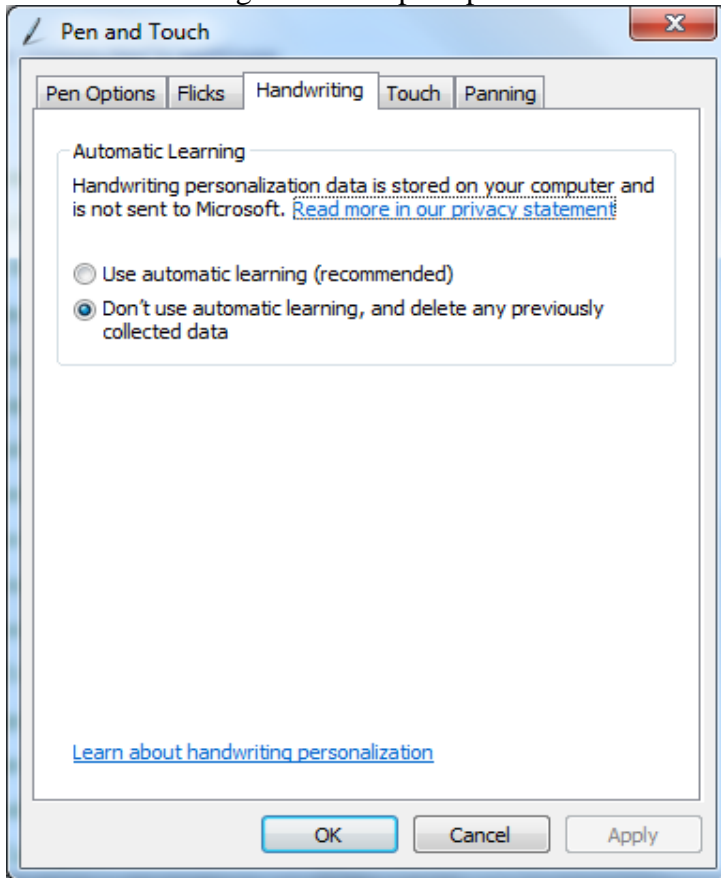 Pen and Touch
Pen Options Flicks Handwriting Touch Panning
Automatic Learning
Handwriting personalization data is stored on your computer and
is not sent to Microsoft. Read more in our privacy statement
Use automatic learning (recommended)
Don't use automatic learning, and delete any previously
collected data
Learn about handwriting personalization
OK Cancel Apply